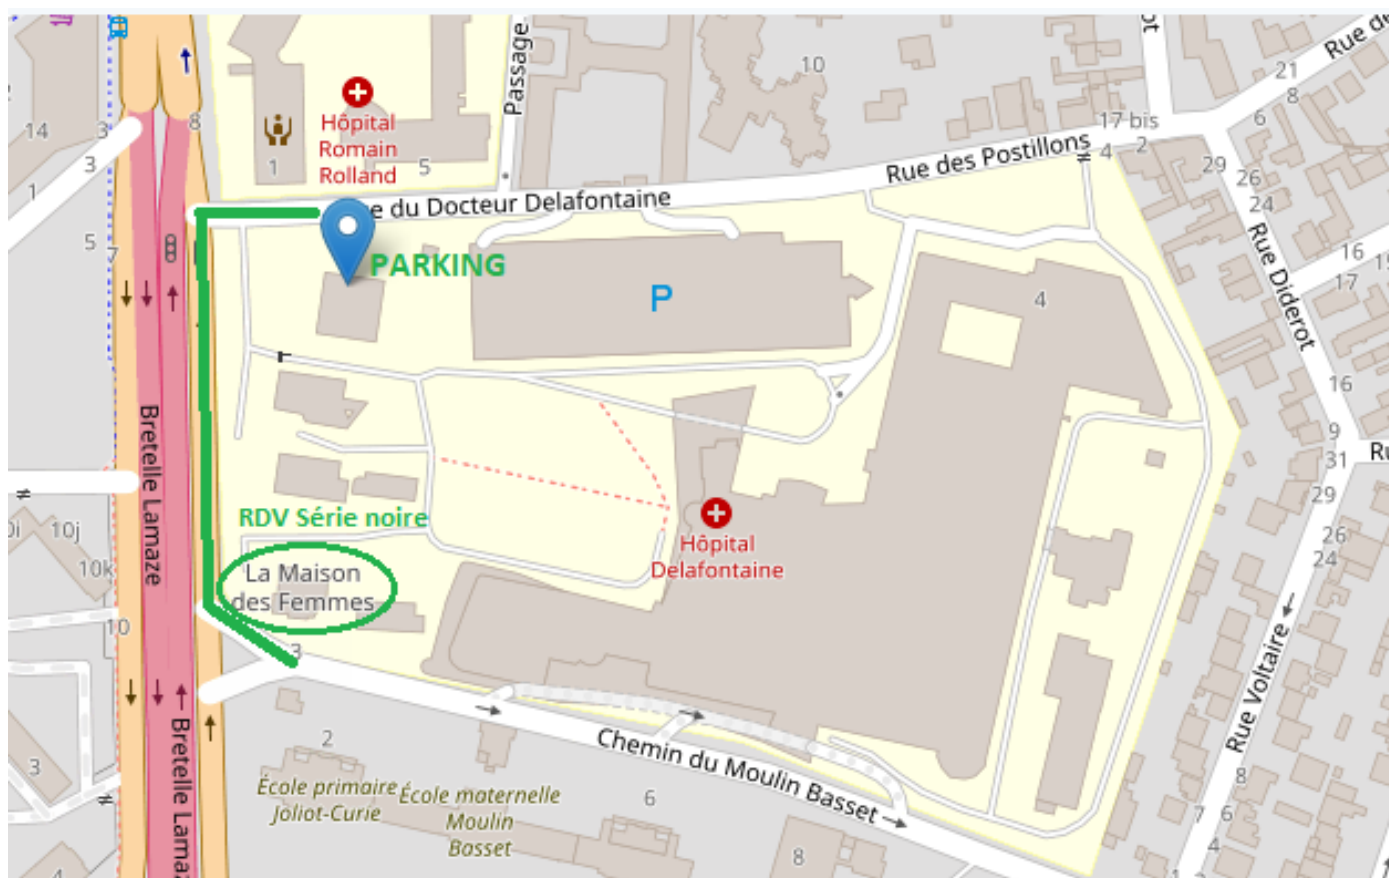 ot
Rue de
21
8
10
Passage
14
3
8
3
Hôpital
Romain
Rolland
1
5
1
17 bis
4
2
6
Rue des Postillons
29
26
24
e du Docteur Delafontaine
5
7
PARKING
P
4
16
17
Rue Diderot
16
9
31
29
26
24
Bretelle Lamaze
RDV Série noire
10j
10k
10
La Maison
des Femmes
Hôpital
Delafontaine
3
Rue Voltaire
Bretelle Lama
2
Chemin du Moulin Basset
École primaire
Joliot-Curie
École maternelle
Moulin
Basset
6
8
3
8
7
6
4